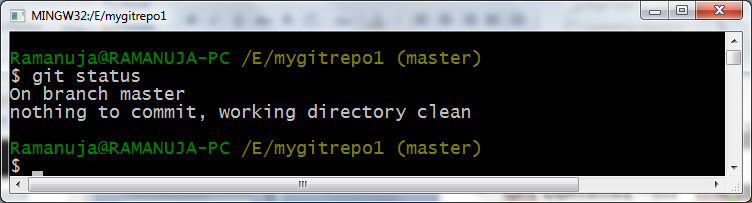 MINGW32:/E/mygitrepo1
Ramanuja@RAMANUJA-PC /E/mygitrepo1 (master)
$ git status
On branch master
nothing to commit, working directory clean
Ramanuja@RAMANUJA-PC /E/mygitrepo1 (master)
$